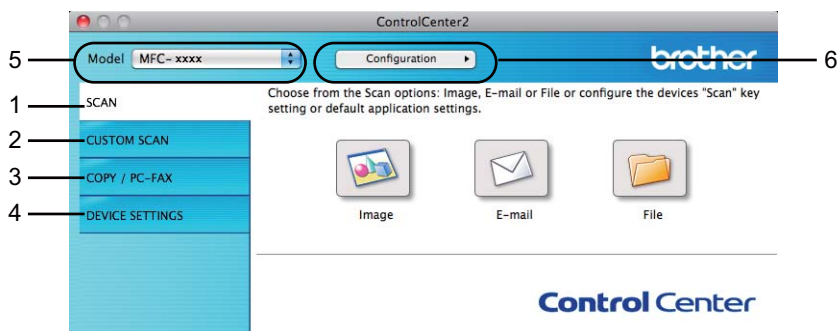 ControlCenter2
5
Model MFC- xxxx
Configuration
brother
6
Choose from the Scan options: Image, E-mail or File or configure the devices "Scan" key
setting or default application settings.
1 SCAN
2 CUSTOM SCAN
3 COPY / PC-FAX
4 DEVICE SETTINGS
Image E-mail File
Control Center